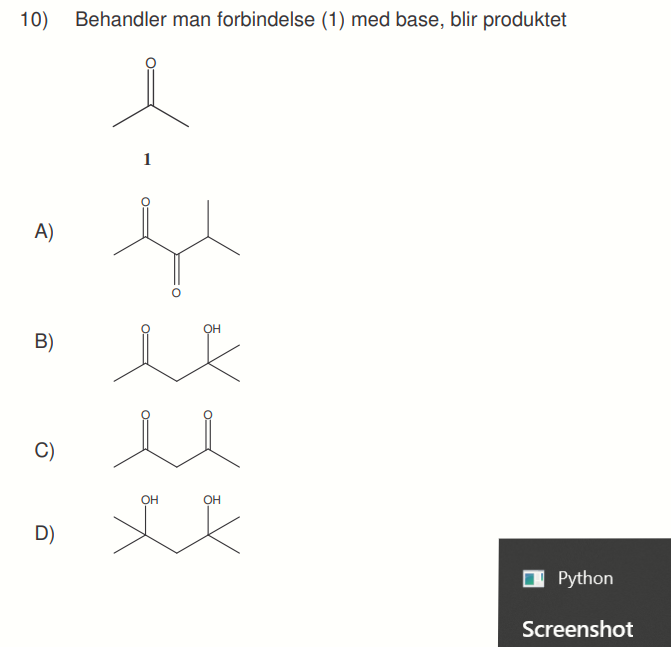 10) Behandler man forbindelse (1) med base, blir produktet
O
1
A)
O
O
B)
O OH
C)
O O
D)
OH OH
Python
Screenshot